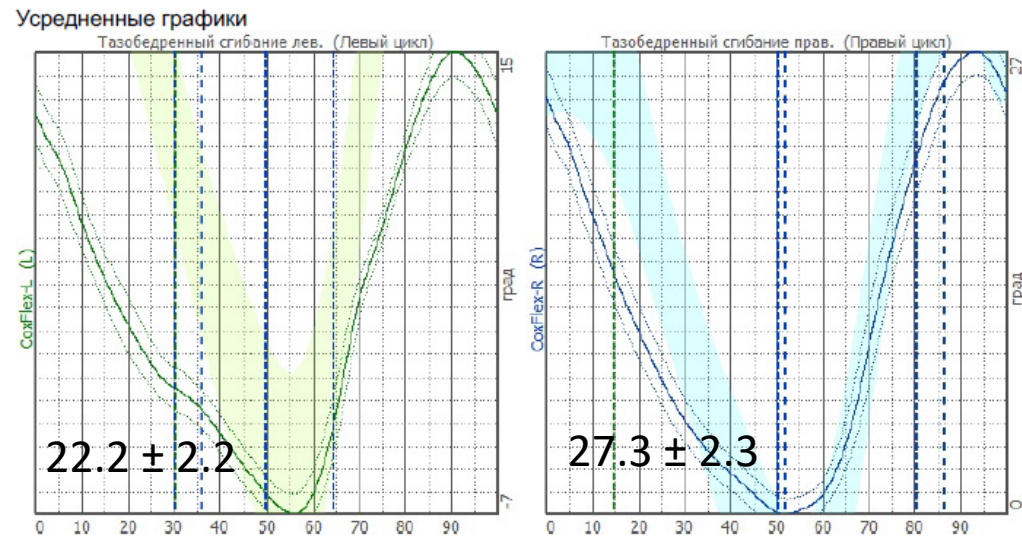 Усредненные графики
Тазобедренный сгибание лев. (Левый цикл)
CoxFlex-L (L)
15
град
-7
22.2 ± 2.2
0 10 20 30 40 50 60 70 80 90
Тазобедренный сгибание прав. (Правый цикл)
CoxFlex-R (R)
27
град
0
27.3 ± 2.3
0 10 20 30 40 50 60 70 80 90